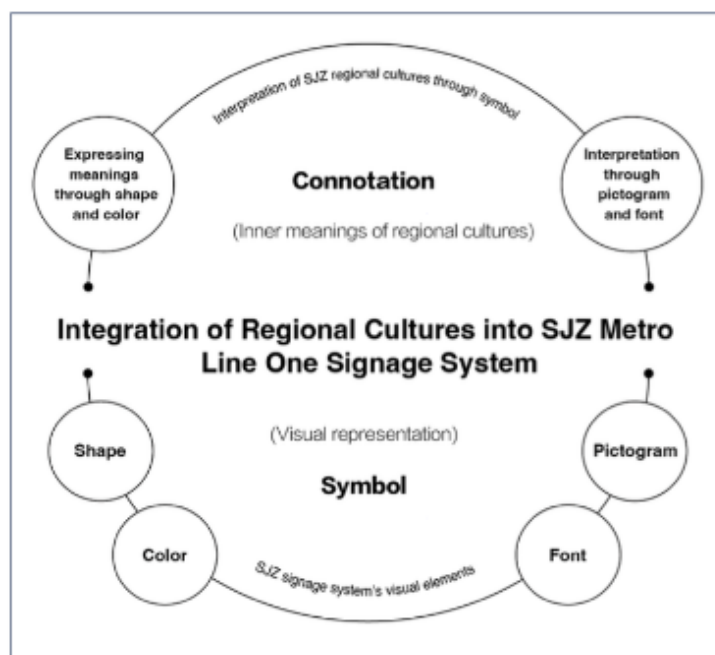 Interpretation of SJZ regional cultures through symbol
Expressing
meanings
through shape
and color
Interpretation
through
pictogram
and font
Connotation
(Inner meanings of regional cultures)
Integration of Regional Cultures into SJZ Metro
Line One Signage System
(Visual representation)
Shape
Pictogram
Symbol
Color
Font
SJZ signage system's visual elements